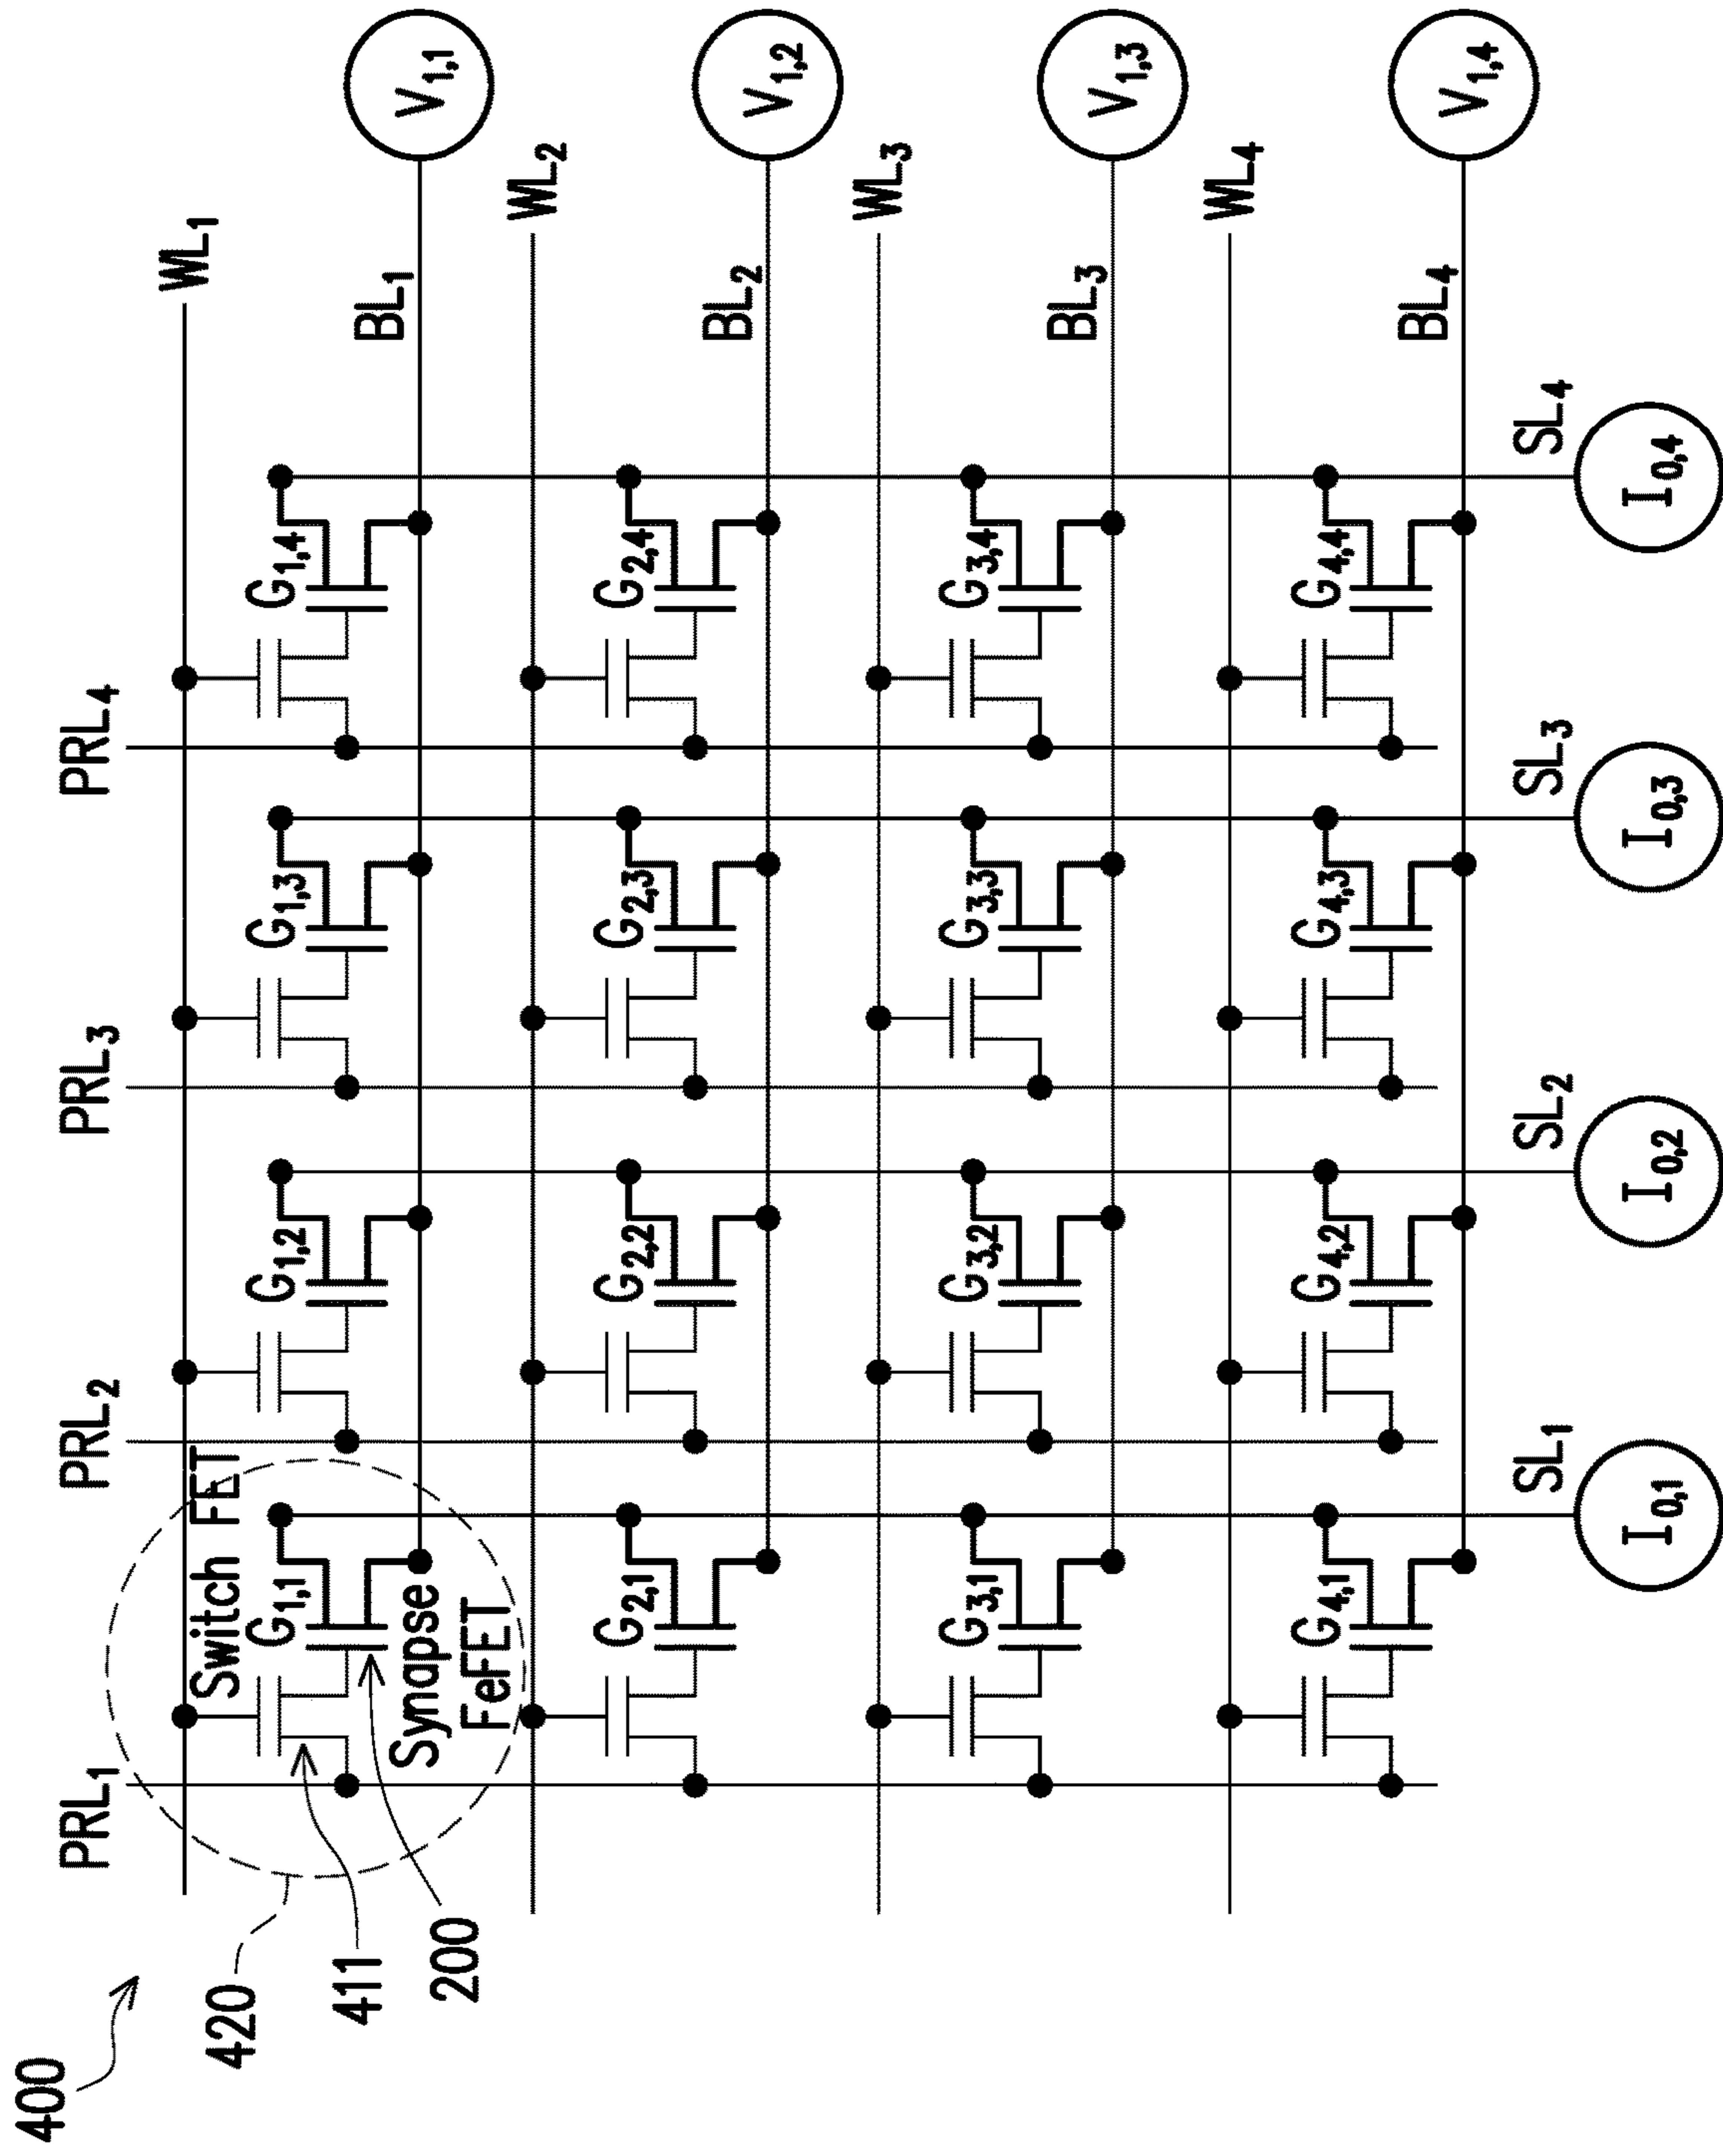 400
PRL₁ PRL₂ PRL₃ PRL₄
WL₁
420
Switch FET
G₁,₁ G₁,₂ G₁,₃ G₁,₄
411
BL₁ V₁,₁
200
Synapse
FeFET
WL₂
G₂,₁ G₂,₂ G₂,₃ G₂,₄
BL₂ V₁,₂
WL₃
G₃,₁ G₃,₂ G₃,₃ G₃,₄
BL₃ V₁,₃
WL₄
G₄,₁ G₄,₂ G₄,₃ G₄,₄
BL₄ V₁,₄
SL₁ SL₂ SL₃ SL₄
I₀,₁ I₀,₂ I₀,₃ I₀,₄